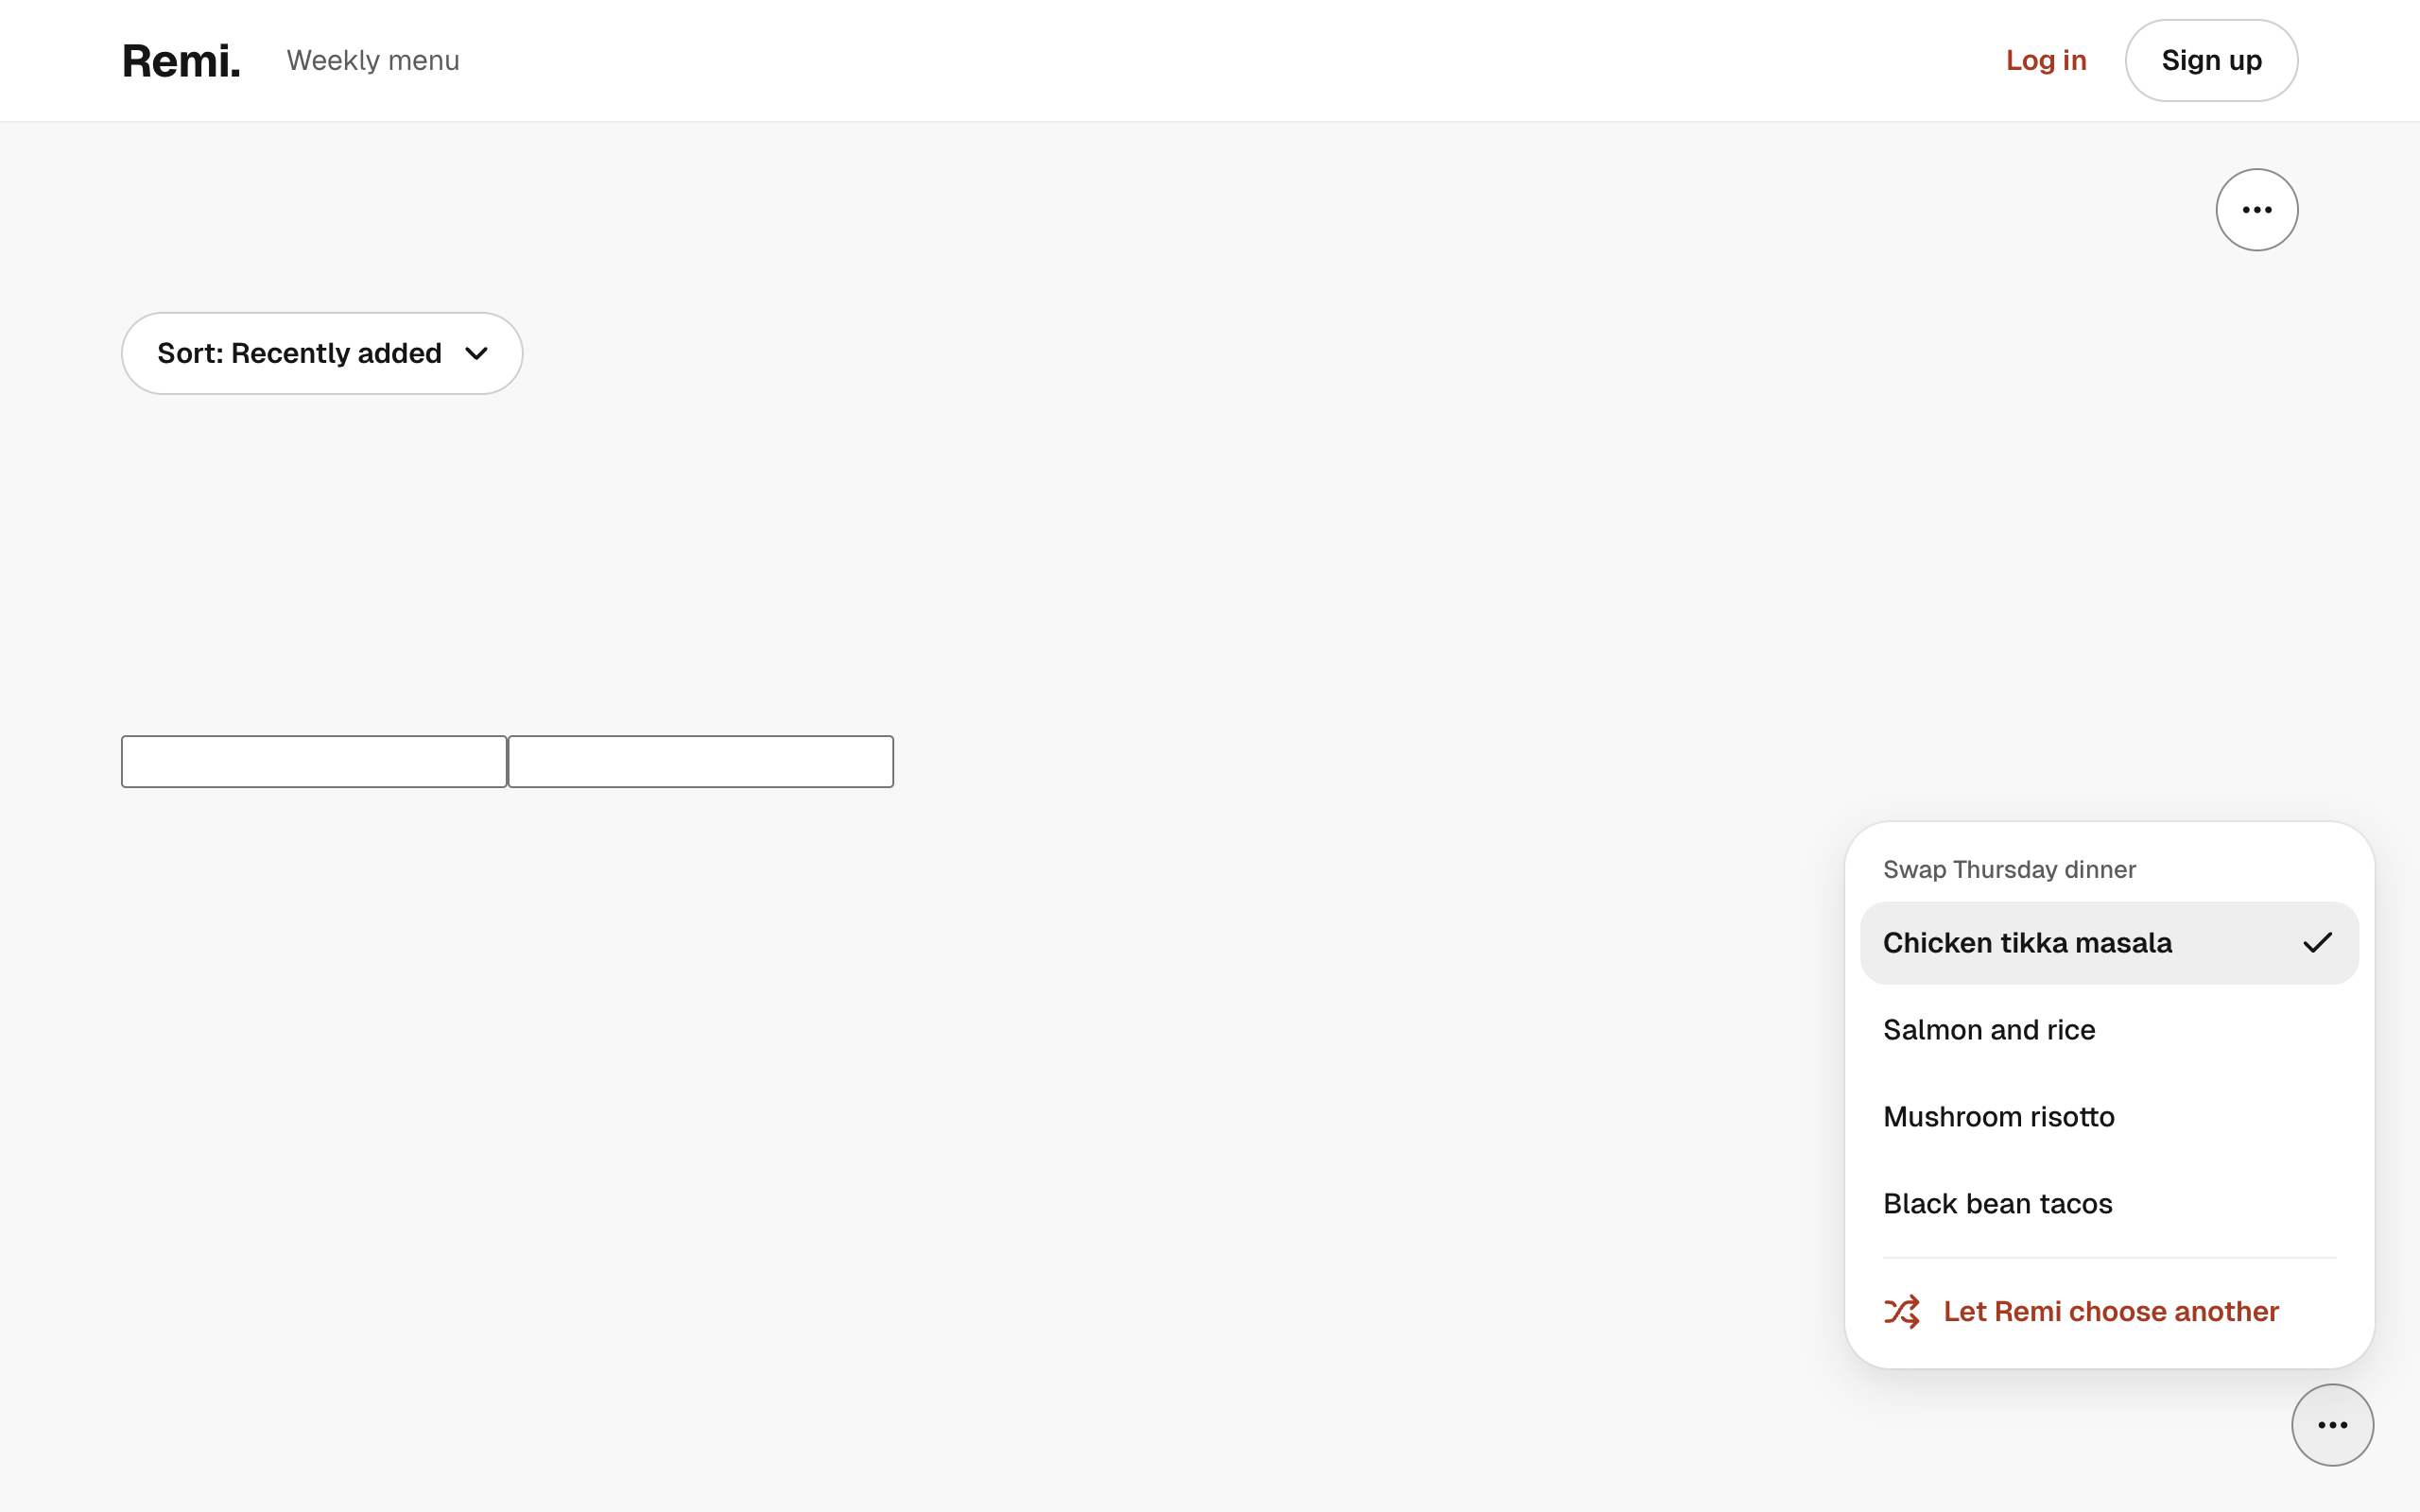 Remi.
Weekly menu
Log in
Sign up
Sort: Recently added
Swap Thursday dinner
Chicken tikka masala
Salmon and rice
Mushroom risotto
Black bean tacos
Let Remi choose another